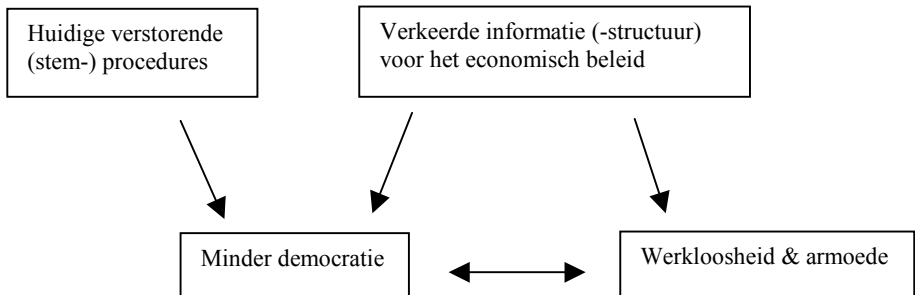 Huidige verstorende
(stem-) procedures
Verkeerde informatie (-structuur)
voor het economisch beleid
Minder democratie
Werkloosheid & armoede